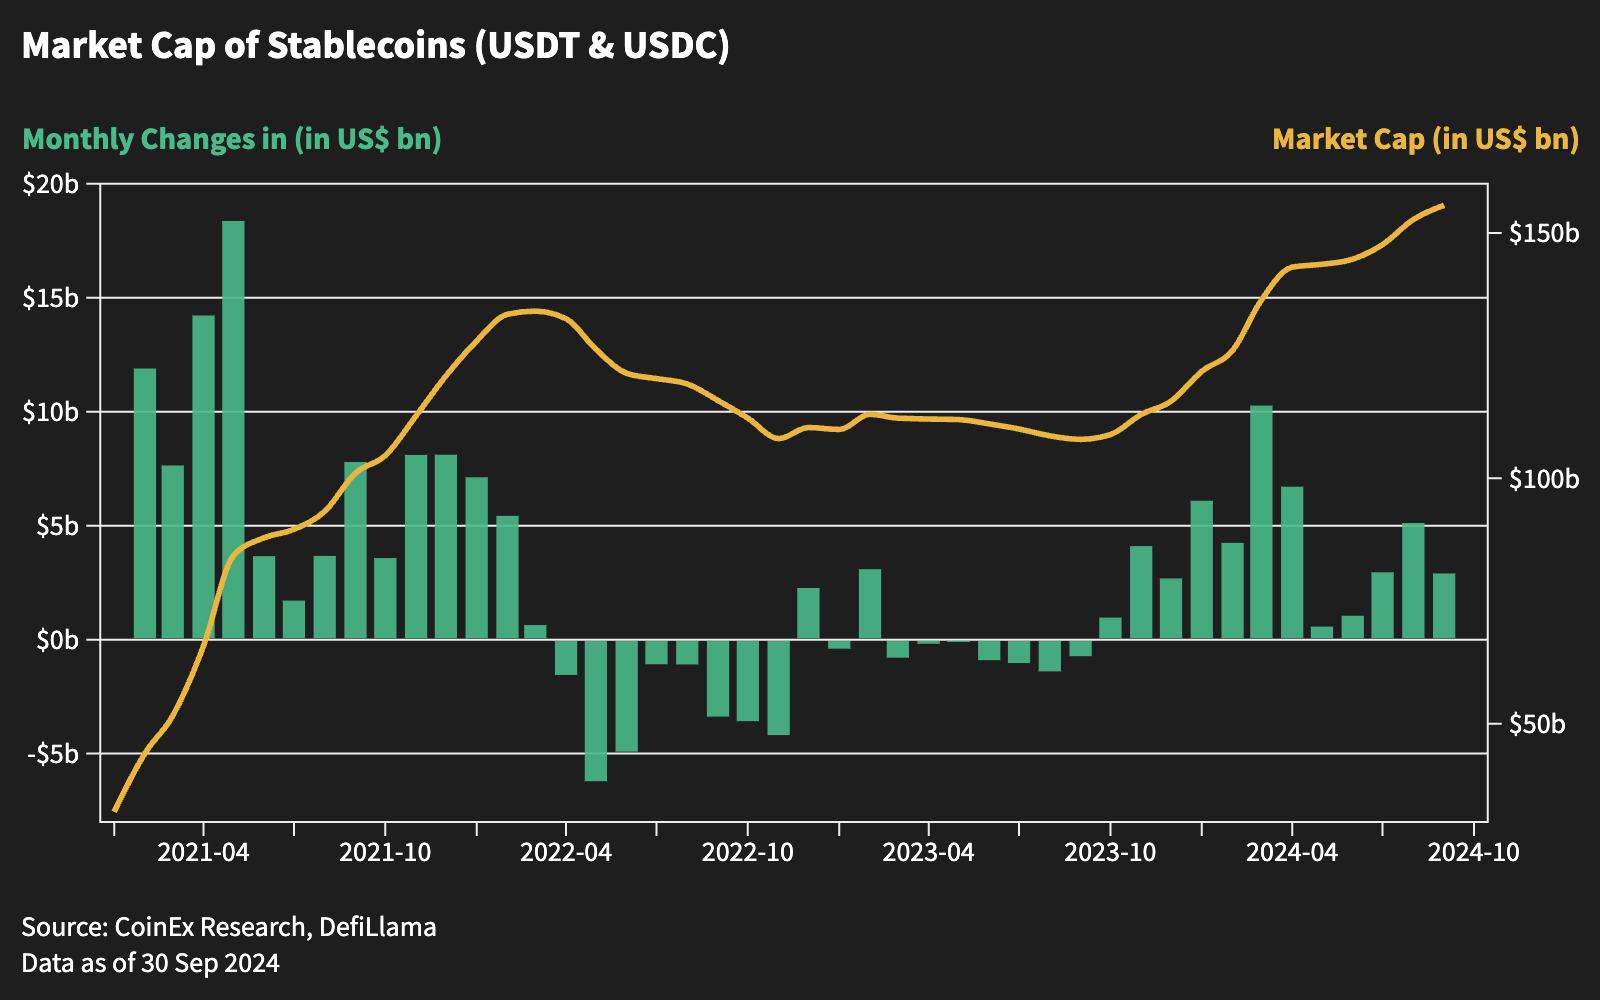 Market Cap of Stablecoins (USDT & USDC)
Monthly Changes in (in US$ bn)
Market Cap (in US$ bn)
$20b
$15b
$10b
$5b
$0b
-$5b
$150b
$100b
$50b
2021-04
2021-10
2022-04
2022-10
2023-04
2023-10
2024-04
2024-10
Source: CoinEx Research, DefiLlama
Data as of 30 Sep 2024